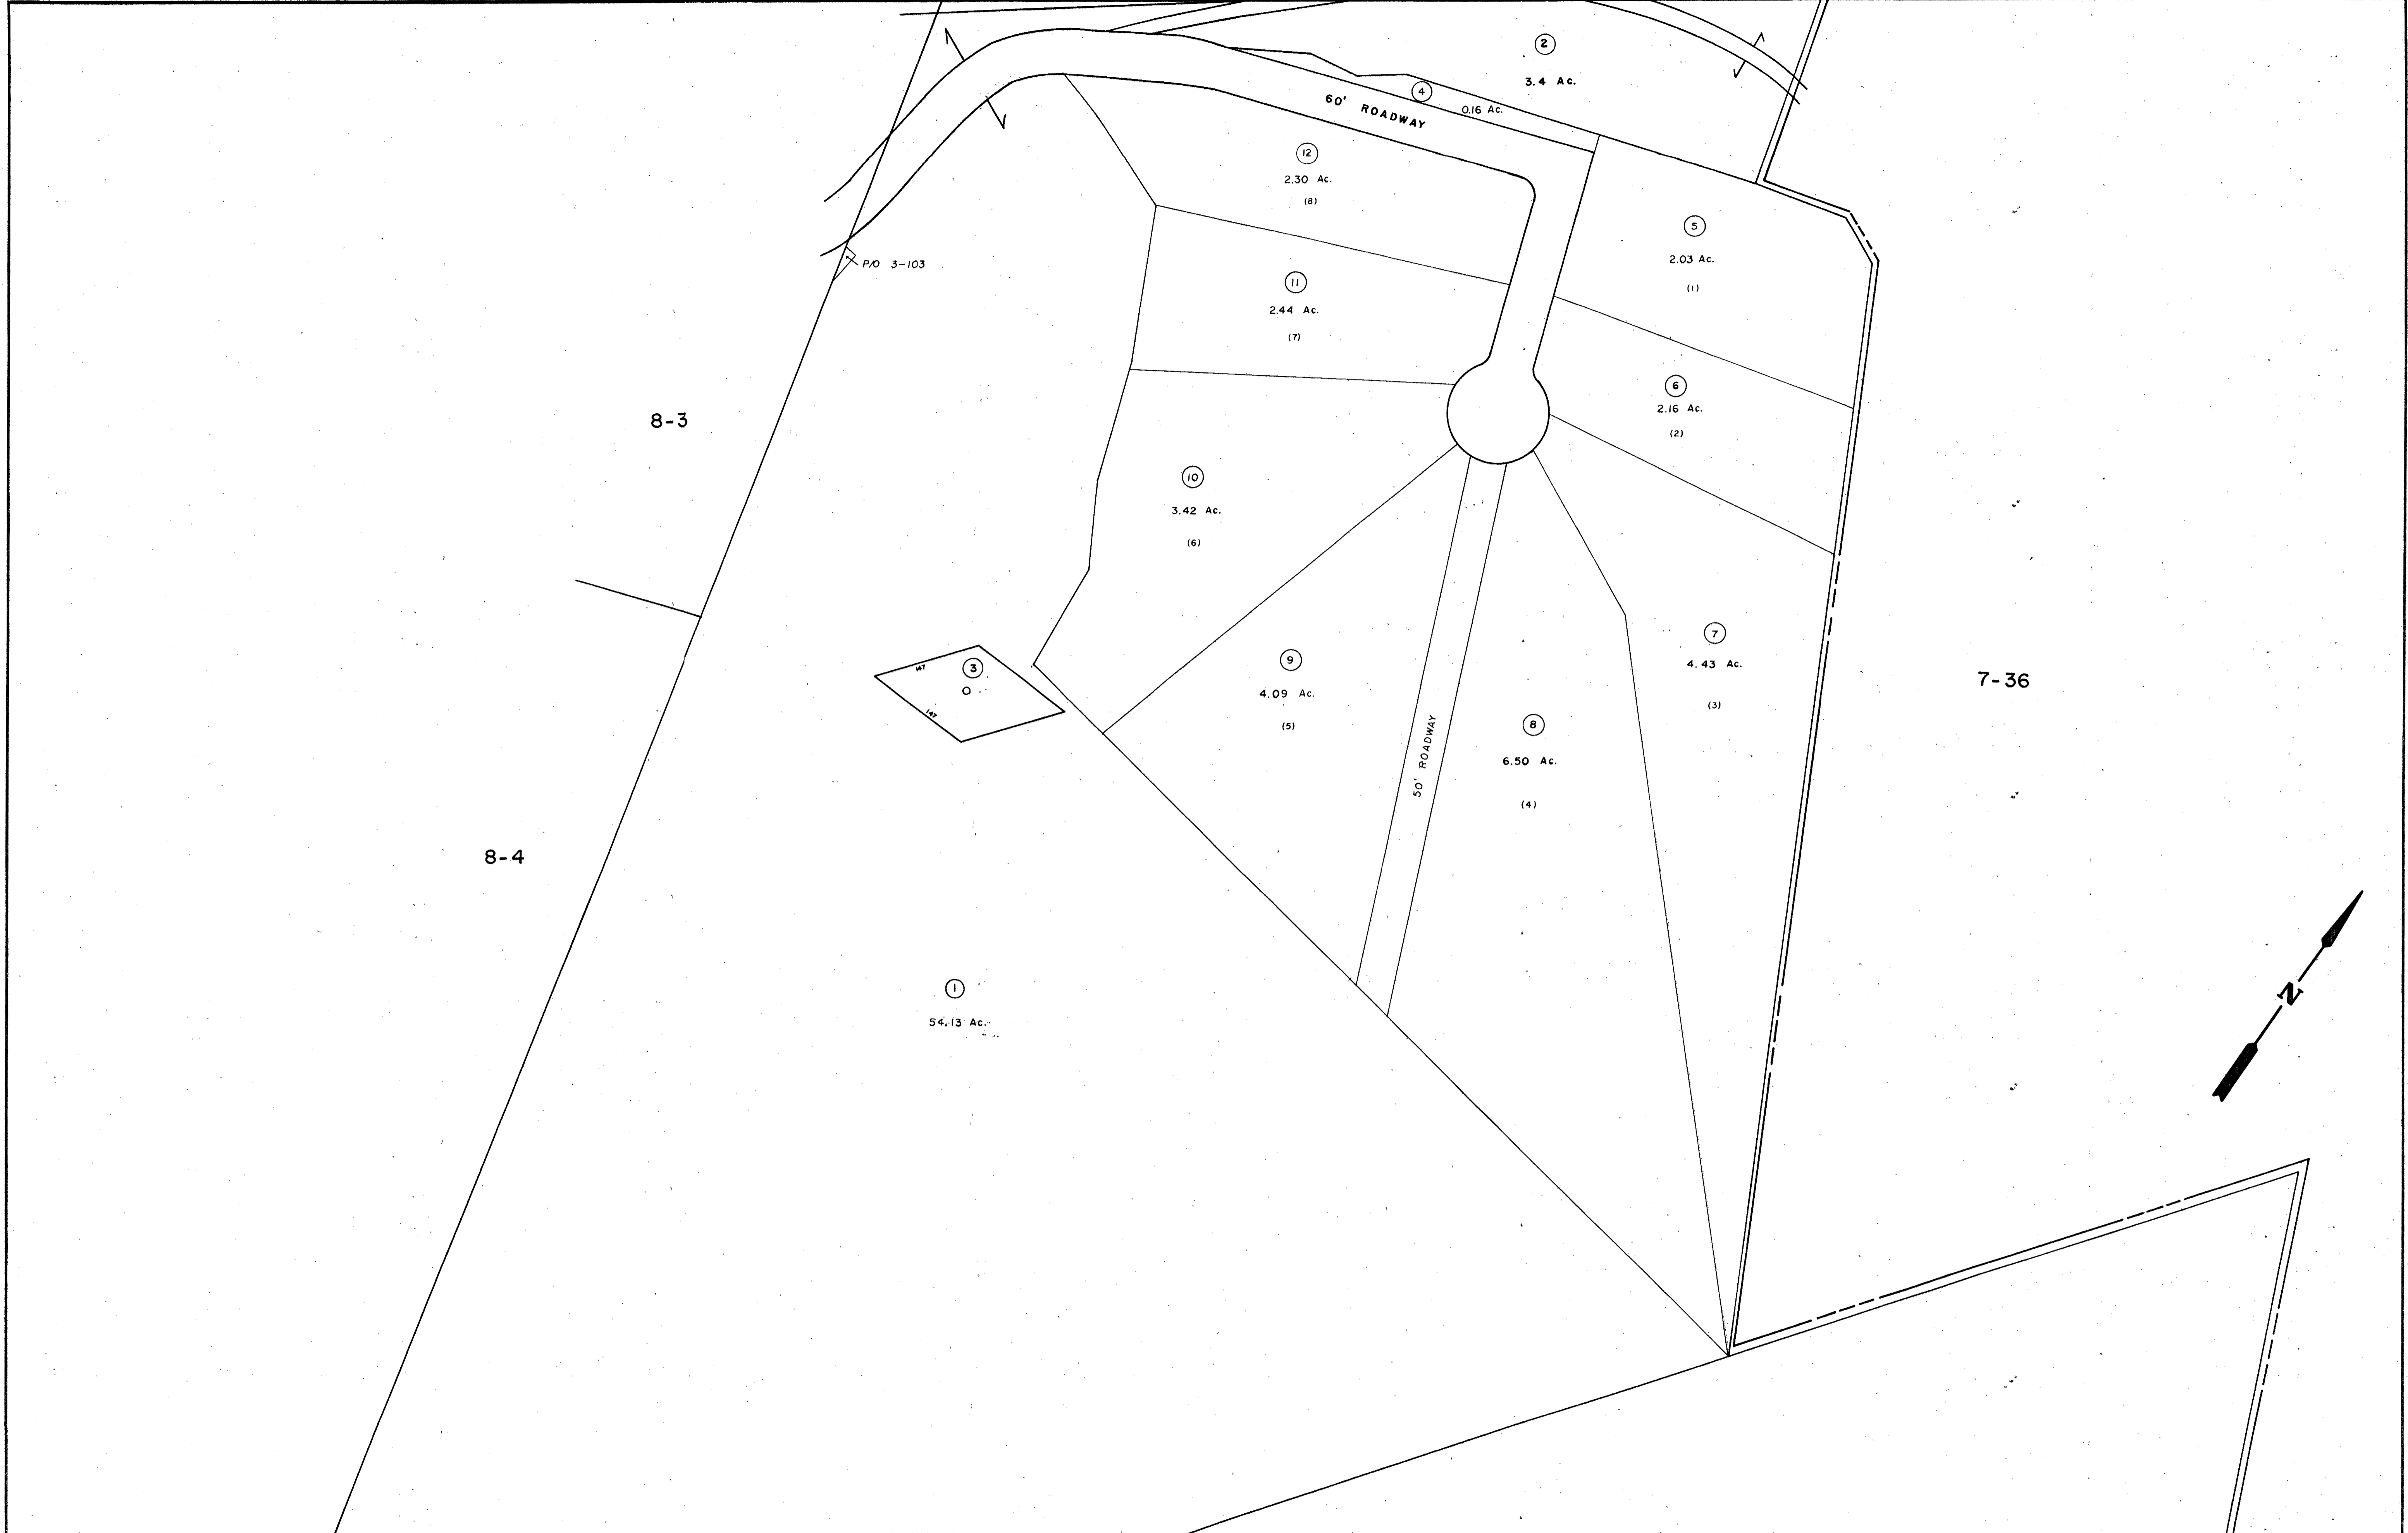 2
3.4 Ac.
4
0.16 Ac.
60' ROADWAY
12
2.30 Ac.
(8)
5
2.03 Ac.
(1)
P/O 3-103
11
2.44 Ac.
(7)
6
2.16 Ac.
(2)
8-3
10
3.42 Ac.
(6)
7
4.43 Ac.
(3)
3
147
147
9
4.09 Ac.
(5)
50' ROADWAY
8
6.50 Ac.
(4)
7-36
8-4
1
54.13 Ac.
N